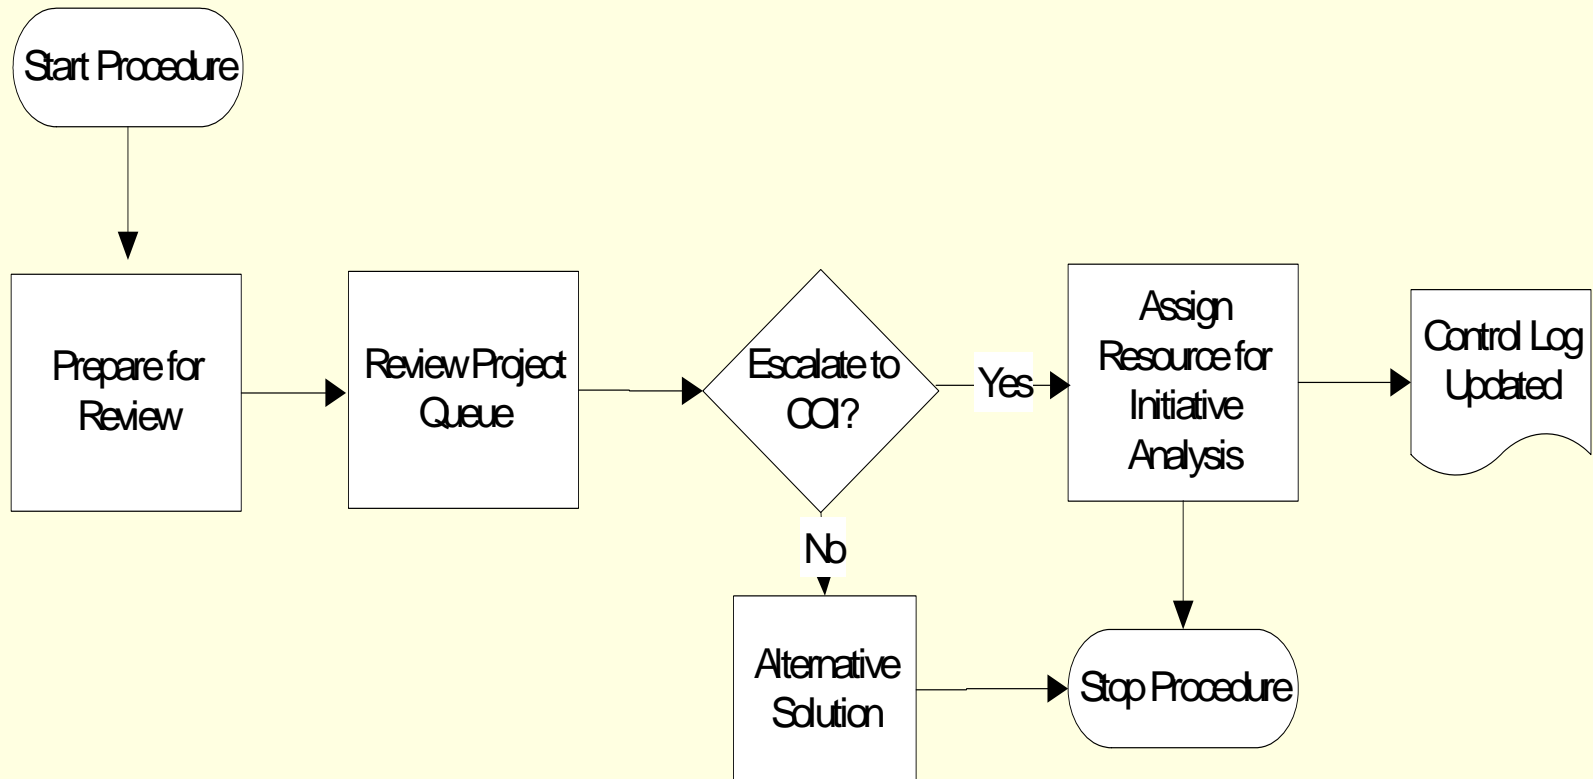 Start Procedure
Prepare for
Review
Review Project
Queue
Escalate to
CCI?
Yes
Assign
Resource for
Initiative
Analysis
Control Log
Updated
No
Alternative
Solution
Stop Procedure